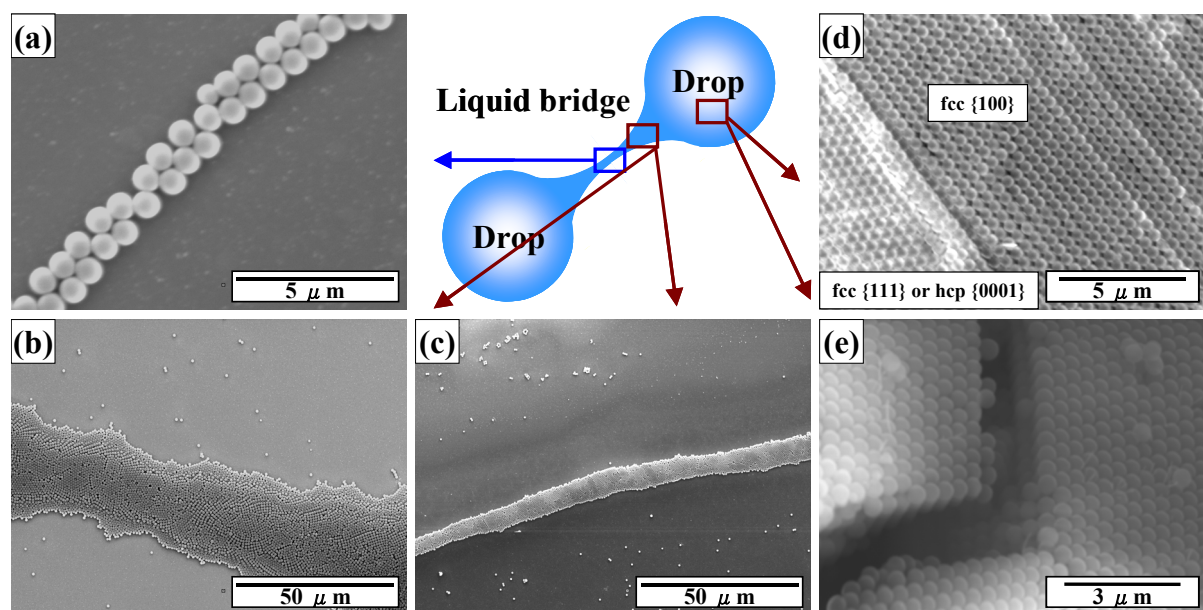 (a)
5 μm
Liquid bridge
Drop
Drop
(d)
fcc {100}
fcc {111} or hcp {0001}
5 μm
(b)
50 μm
(c)
50 μm
(e)
3 μm